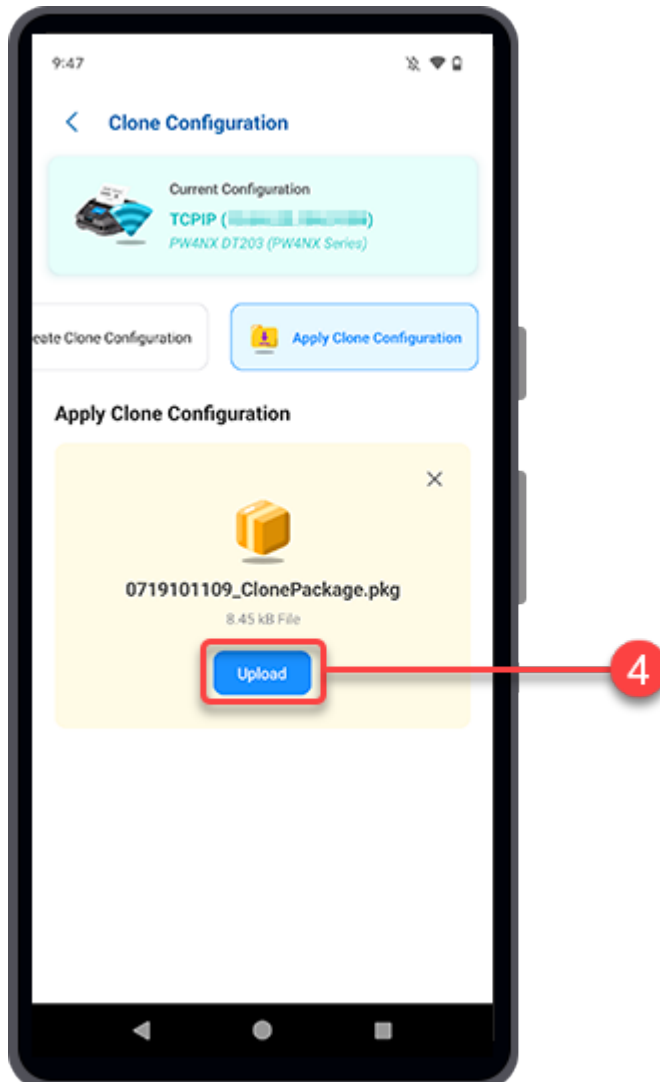 9:47
Clone Configuration
Current Configuration
TCPIP (
)
PW4NX DT203 (PW4NX Series)
eate Clone Configuration
Apply Clone Configuration
Apply Clone Configuration
0719101109_ClonePackage.pkg
8.45 kB File
Upload
4